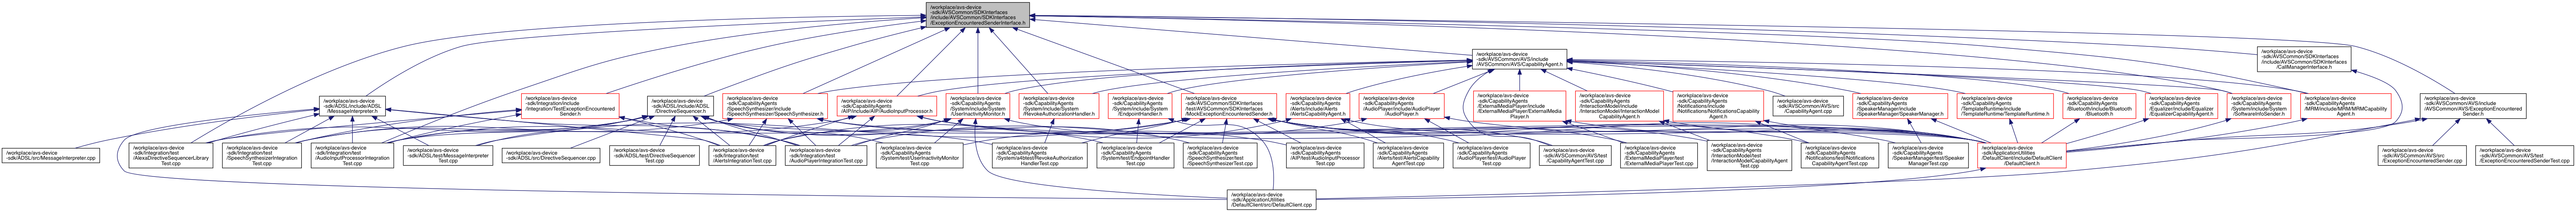 /workplace/avs-device
-sdk/AVSCommon/SDKInterfaces
/include/AVSCommon/SDKInterfaces
/ExceptionEncounteredSenderInterface.h
/workplace/avs-device
-sdk/AVSCommon/AVS/include
/AVSCommon/AVS/CapabilityAgent.h
/workplace/avs-device
-sdk/AVSCommon/SDKInterfaces
/include/AVSCommon/SDKInterfaces
/CallManagerInterface.h
/workplace/avs-device
-sdk/ADSL/include/ADSL
/MessageInterpreter.h
/workplace/avs-device
-sdk/Integration/include
/Integration/TestExceptionEncountered
Sender.h
/workplace/avs-device
-sdk/ADSL/include/ADSL
/DirectiveSequencer.h
/workplace/avs-device
-sdk/CapabilityAgents
/SpeechSynthesizer/include
/SpeechSynthesizer/SpeechSynthesizer.h
/workplace/avs-device
-sdk/CapabilityAgents
/AIP/include/AIP/AudioInputProcessor.h
/workplace/avs-device
-sdk/CapabilityAgents
/System/include/System
/UserInactivityMonitor.h
/workplace/avs-device
-sdk/CapabilityAgents
/System/include/System
/RevokeAuthorizationHandler.h
/workplace/avs-device
-sdk/CapabilityAgents
/System/include/System
/EndpointHandler.h
/workplace/avs-device
-sdk/AVSCommon/SDKInterfaces
/test/AVSCommon/SDKInterfaces
/MockExceptionEncounteredSender.h
/workplace/avs-device
-sdk/CapabilityAgents
/Alerts/include/Alerts
/AlertsCapabilityAgent.h
/workplace/avs-device
-sdk/CapabilityAgents
/AudioPlayer/include/AudioPlayer
/AudioPlayer.h
/workplace/avs-device
-sdk/CapabilityAgents
/ExternalMediaPlayer/include
/ExternalMediaPlayer/ExternalMedia
Player.h
/workplace/avs-device
-sdk/CapabilityAgents
/InteractionModel/include
/InteractionModel/InteractionModel
CapabilityAgent.h
/workplace/avs-device
-sdk/CapabilityAgents
/Notifications/include
/Notifications/NotificationsCapability
Agent.h
/workplace/avs-device
-sdk/AVSCommon/AVS/src
/CapabilityAgent.cpp
/workplace/avs-device
-sdk/CapabilityAgents
/SpeakerManager/include
/SpeakerManager/SpeakerManager.h
/workplace/avs-device
-sdk/CapabilityAgents
/TemplateRuntime/include
/TemplateRuntime/TemplateRuntime.h
/workplace/avs-device
-sdk/CapabilityAgents
/Bluetooth/include/Bluetooth
/Bluetooth.h
/workplace/avs-device
-sdk/CapabilityAgents
/Equalizer/include/Equalizer
/EqualizerCapabilityAgent.h
/workplace/avs-device
-sdk/CapabilityAgents
/System/include/System
/SoftwareInfoSender.h
/workplace/avs-device
-sdk/CapabilityAgents
/MRM/include/MRM/MRMCapability
Agent.h
/workplace/avs-device
-sdk/AVSCommon/AVS/include
/AVSCommon/AVS/ExceptionEncountered
Sender.h
/workplace/avs-device
-sdk/ADSL/src/MessageInterpreter.cpp
/workplace/avs-device
-sdk/Integration/test
/AlexaDirectiveSequencerLibrary
Test.cpp
/workplace/avs-device
-sdk/Integration/test
/SpeechSynthesizerIntegration
Test.cpp
/workplace/avs-device
-sdk/Integration/test
/AudioInputProcessorIntegration
Test.cpp
/workplace/avs-device
-sdk/ADSL/test/MessageInterpreter
Test.cpp
/workplace/avs-device
-sdk/ADSL/src/DirectiveSequencer.cpp
/workplace/avs-device
-sdk/ADSL/test/DirectiveSequencer
Test.cpp
/workplace/avs-device
-sdk/Integration/test
/AlertsIntegrationTest.cpp
/workplace/avs-device
-sdk/Integration/test
/AudioPlayerIntegrationTest.cpp
/workplace/avs-device
-sdk/CapabilityAgents
/System/test/UserInactivityMonitor
Test.cpp
/workplace/avs-device
-sdk/CapabilityAgents
/System/a4btest/RevokeAuthorization
HandlerTest.cpp
/workplace/avs-device
-sdk/CapabilityAgents
/System/test/EndpointHandler
Test.cpp
/workplace/avs-device
-sdk/CapabilityAgents
/SpeechSynthesizer/test
/SpeechSynthesizerTest.cpp
/workplace/avs-device
-sdk/CapabilityAgents
/AIP/test/AudioInputProcessor
Test.cpp
/workplace/avs-device
-sdk/CapabilityAgents
/Alerts/test/AlertsCapability
AgentTest.cpp
/workplace/avs-device
-sdk/CapabilityAgents
/AudioPlayer/test/AudioPlayer
Test.cpp
/workplace/avs-device
-sdk/AVSCommon/AVS/test
/CapabilityAgentTest.cpp
/workplace/avs-device
-sdk/CapabilityAgents
/ExternalMediaPlayer/test
/ExternalMediaPlayerTest.cpp
/workplace/avs-device
-sdk/CapabilityAgents
/InteractionModel/test
/InteractionModelCapabilityAgent
Test.cpp
/workplace/avs-device
-sdk/CapabilityAgents
/Notifications/test/Notifications
CapabilityAgentTest.cpp
/workplace/avs-device
-sdk/CapabilityAgents
/SpeakerManager/test/Speaker
ManagerTest.cpp
/workplace/avs-device
-sdk/ApplicationUtilities
/DefaultClient/include/DefaultClient
/DefaultClient.h
/workplace/avs-device
-sdk/AVSCommon/AVS/src
/ExceptionEncounteredSender.cpp
/workplace/avs-device
-sdk/AVSCommon/AVS/test
/ExceptionEncounteredSenderTest.cpp
/workplace/avs-device
-sdk/ApplicationUtilities
/DefaultClient/src/DefaultClient.cpp